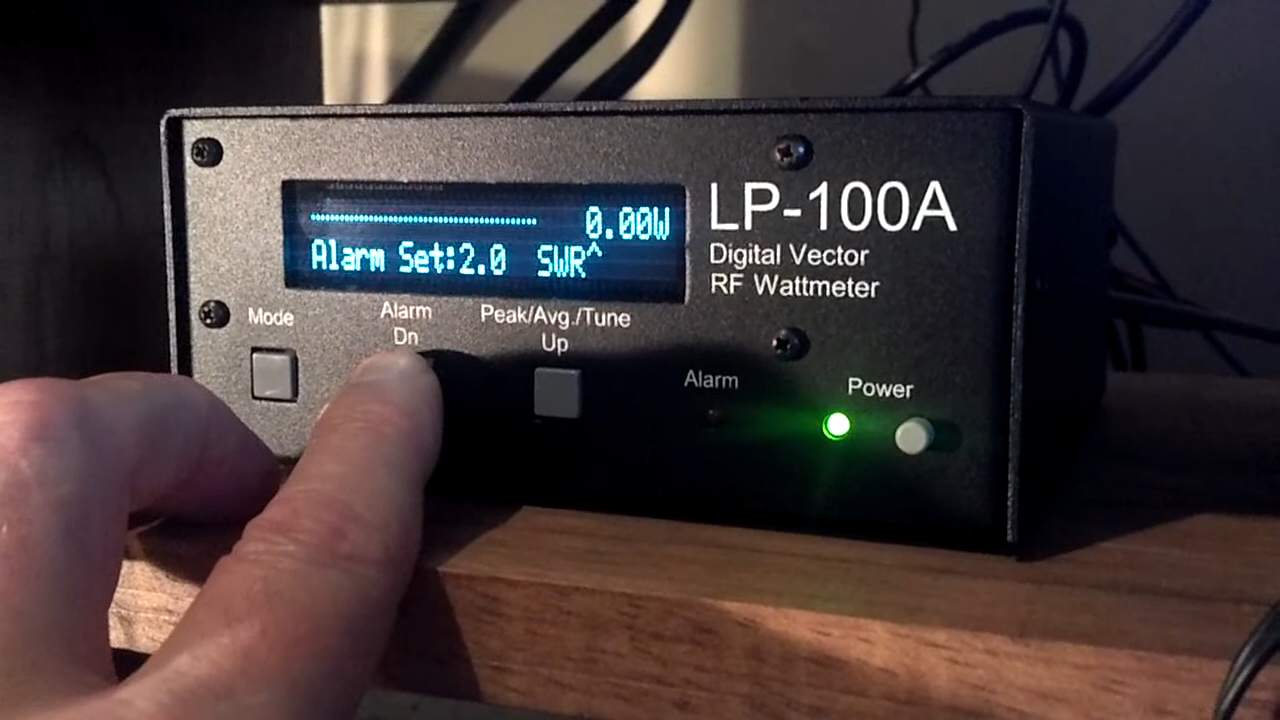 LP-100A
0.00W
Alarm Set:2.0 SWR^
Digital Vector
RF Wattmeter
Mode
Alarm
Dn
Peak/Avg./Tune
Up
Alarm
Power